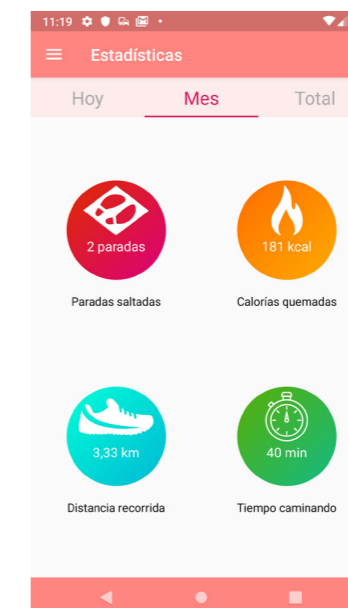 11:19
Estadísticas
Hoy Mes Total
2 paradas
181 kcal
Paradas saltadas
Calorías quemadas
3,33 km
40 min
Distancia recorrida
Tiempo caminando